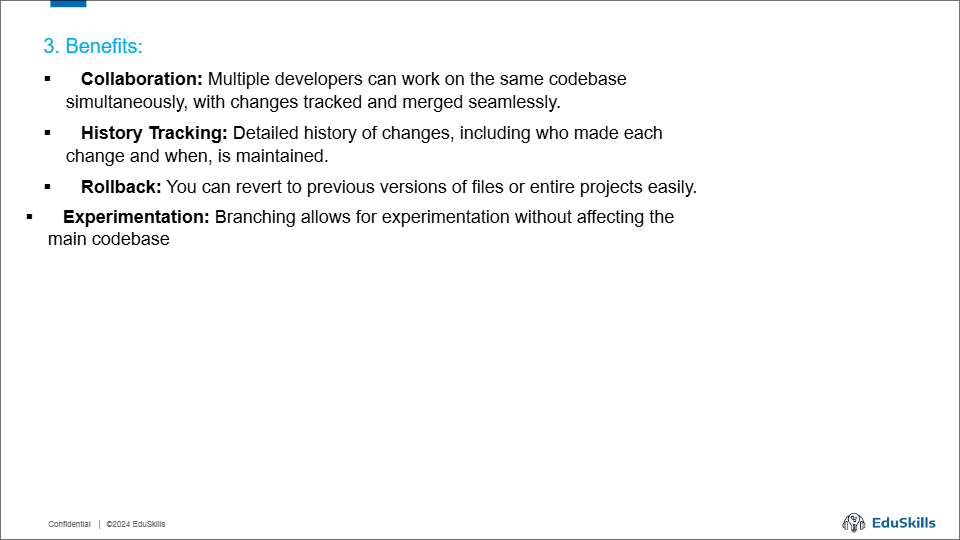 3. Benefits:
▪ Collaboration: Multiple developers can work on the same codebase
simultaneously, with changes tracked and merged seamlessly.
▪ History Tracking: Detailed history of changes, including who made each
change and when, is maintained.
▪ Rollback: You can revert to previous versions of files or entire projects easily.
▪ Experimentation: Branching allows for experimentation without affecting the
main codebase
Confidential | ©2024 EduSkills
EduSkills